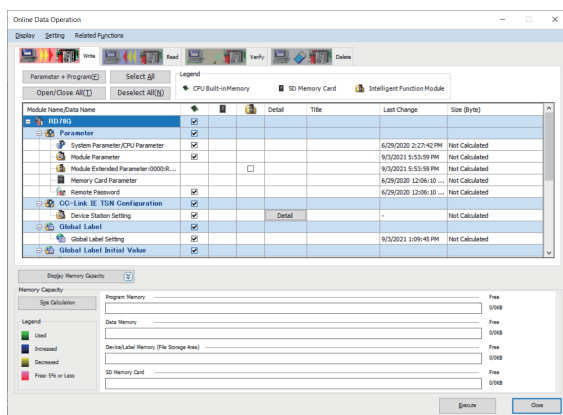 Online Data Operation
Display Setting Related Functions
Write Read Verify Delete
Parameter + Program(F) Select All Legend
Open/Close All(T) Deselect All(N) CPU Built-in Memory SD Memory Card Intelligent Function Module
Module Name/Data Name Detail Title Last Change Size (Byte)
RD78G
Parameter
System Parameter/CPU Parameter 6/29/2020 2:27:42 PM Not Calculated
Module Parameter 9/3/2021 5:53:59 PM Not Calculated
Module Extended Parameter:0000:R... 9/3/2021 5:53:59 PM Not Calculated
Memory Card Parameter 6/29/2020 12:06:10 ... Not Calculated
Remote Password 6/29/2020 12:06:10 ... Not Calculated
CC-Link IE TSN Configuration
Device Station Setting Detail - Not Calculated
Global Label
Global Label Setting 9/3/2021 1:09:45 PM Not Calculated
Global Label Initial Value
Display Memory Capacity
Memory Capacity
Size Calculation
Program Memory Free
0/0KB
Legend
Used
Increased
Decreased
Free: 5% or Less
Data Memory Free
0/0KB
Device/Label Memory (File Storage Area) Free
0/0KB
SD Memory Card Free
0/0KB
Execute Close